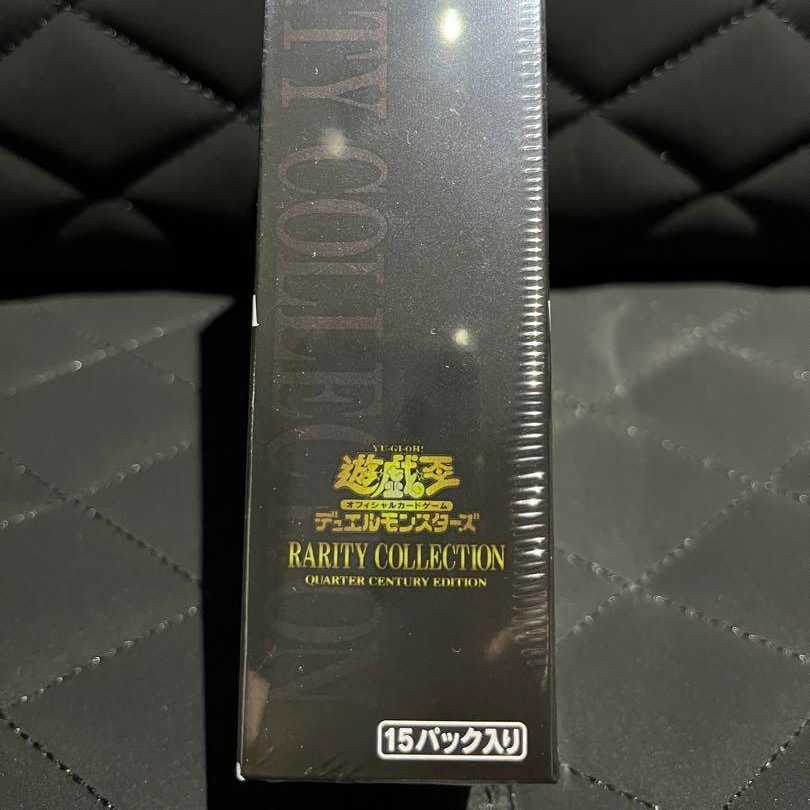 TY COLLECTION
YU-GI-OH!
遊戯王
オフィシャルカードゲーム
デュエルモンスターズ
RARITY COLLECTION
QUARTER CENTURY EDITION
15パック入り